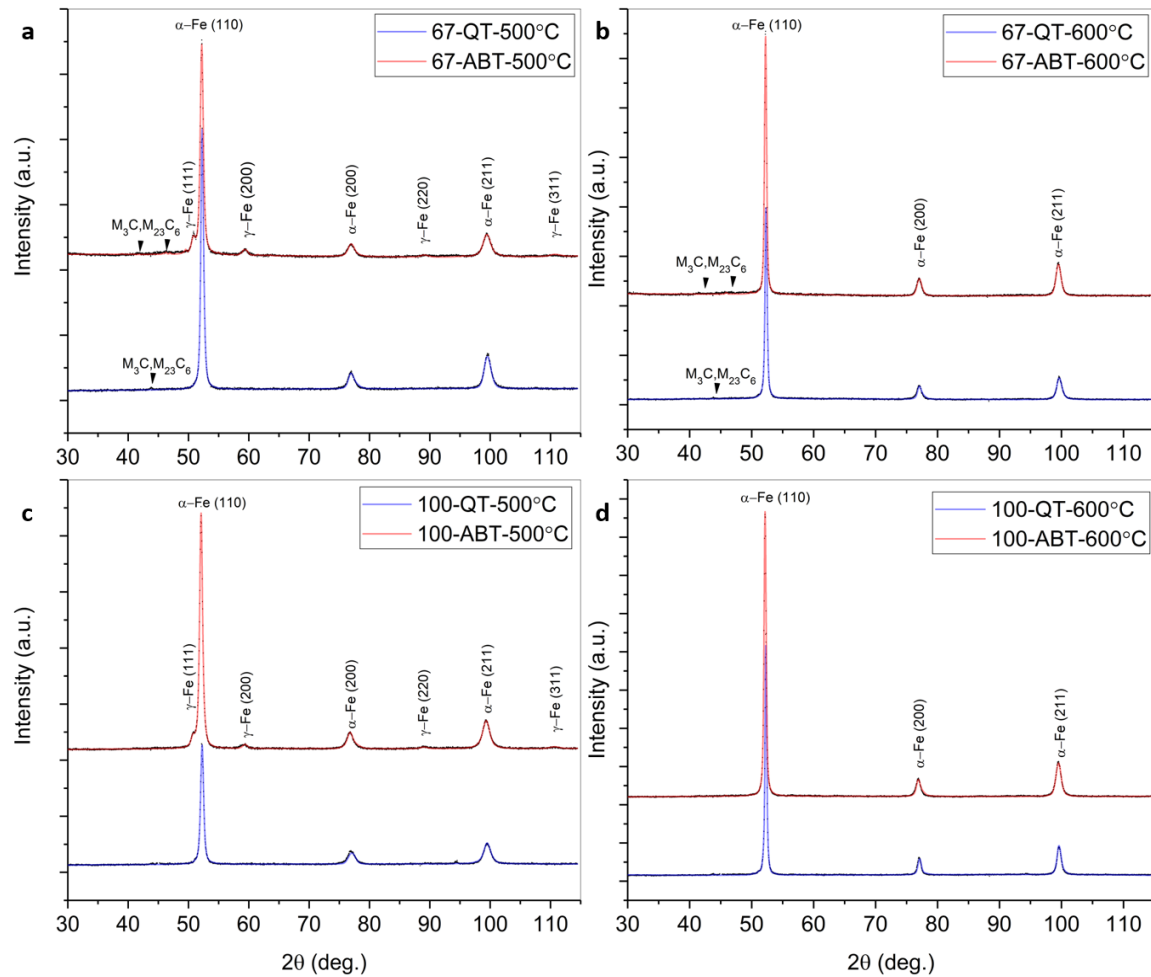 a
α−Fe (110)
67-QT-500°C
67-ABT-500°C
Intensity (a.u.)
M3C,M23C6
γ−Fe (111)
γ−Fe (200)
α−Fe (200)
γ−Fe (220)
α−Fe (211)
γ−Fe (311)
M3C,M23C6
30 40 50 60 70 80 90 100 110
b
α−Fe (110)
67-QT-600°C
67-ABT-600°C
Intensity (a.u.)
M3C,M23C6
α−Fe (200)
α−Fe (211)
M3C,M23C6
30 40 50 60 70 80 90 100 110
c
α−Fe (110)
100-QT-500°C
100-ABT-500°C
Intensity (a.u.)
γ−Fe (111)
γ−Fe (200)
α−Fe (200)
γ−Fe (220)
α−Fe (211)
γ−Fe (311)
30 40 50 60 70 80 90 100 110
2θ (deg.)
d
α−Fe (110)
100-QT-600°C
100-ABT-600°C
Intensity (a.u.)
α−Fe (200)
α−Fe (211)
30 40 50 60 70 80 90 100 110
2θ (deg.)